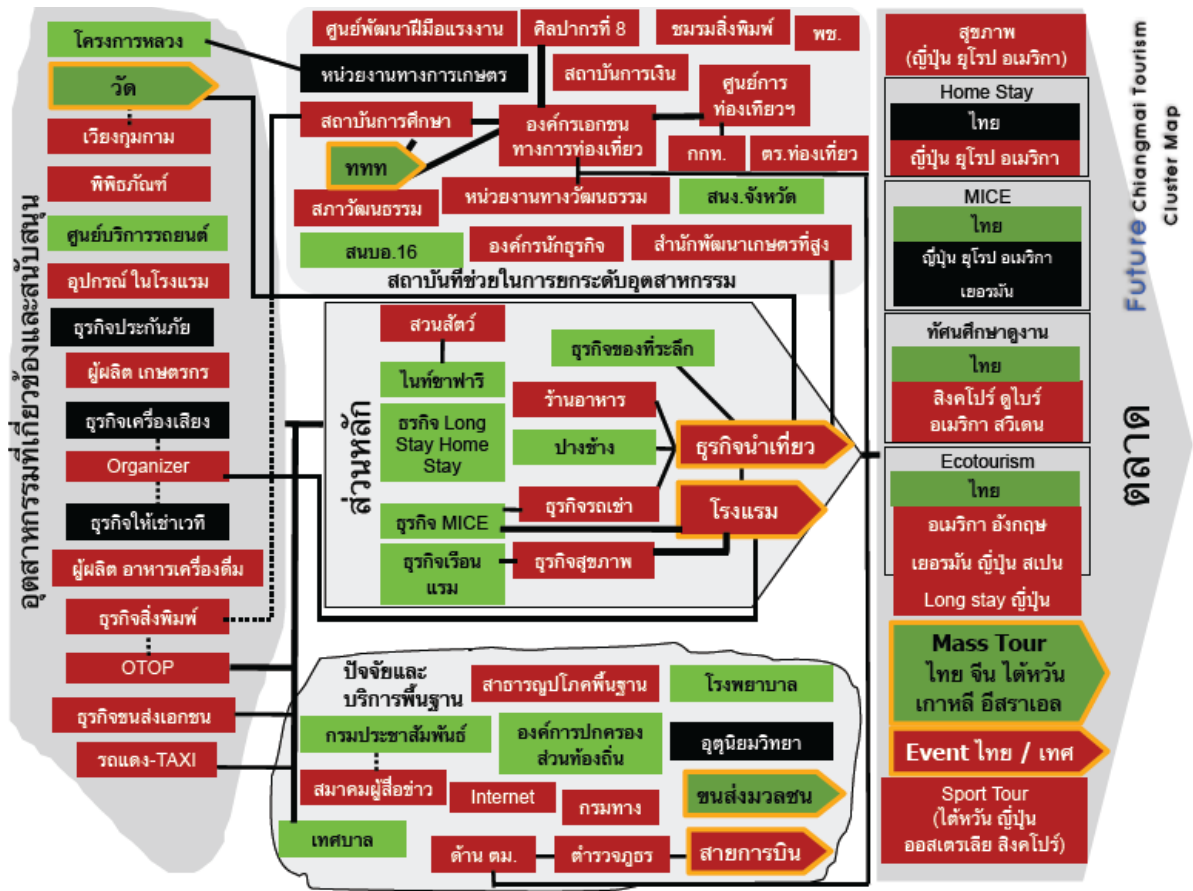 อุตสาหกรรมที่เกี่ยวข้องและสนับสนุน
โครงการหลวง
วัด
เวียงกุมกาม
พิพิธภัณฑ์
ศูนย์บริการรถยนต์
อุปกรณ์ ในโรงแรม
ธุรกิจประกันภัย
ผู้ผลิต เกษตรกร
ธุรกิจเครื่องเสียง
Organizer
ธุรกิจให้เช่าเวที
ผู้ผลิต อาหารเครื่องดื่ม
ธุรกิจสิ่งพิมพ์
OTOP
ธุรกิจขนส่งเอกชน
รถแดง-TAXI
ศูนย์พัฒนาฝีมือแรงงาน
ศิลปากรที่ 8
ชมรมสิ่งพิมพ์
พช.
หน่วยงานทางการเกษตร
สถาบันการเงิน
ศูนย์การ
ท่องเที่ยวฯ
สถาบันการศึกษา
องค์กรเอกชน
ทางการท่องเที่ยว
ททท
กกท.
ตร.ท่องเที่ยว
สภาวัฒนธรรม
หน่วยงานทางวัฒนธรรม
สนง.จังหวัด
สนบอ.16
องค์กรนักธุรกิจ
สำนักพัฒนาเกษตรที่สูง
สถาบันที่ช่วยในการยกระดับอุตสาหกรรม
ส่วนหลัก
สวนสัตว์
ไนท์ซาฟารี
ธุรกิจ Long
Stay Home
Stay
ธุรกิจ MICE
ธุรกิจเรือน
แรม
ธุรกิจของที่ระลึก
ร้านอาหาร
ปางช้าง
ธุรกิจรถเช่า
ธุรกิจสุขภาพ
ธุรกิจนำเที่ยว
โรงแรม
ปัจจัยและ
บริการพื้นฐาน
สาธารณูปโภคพื้นฐาน
โรงพยาบาล
กรมประชาสัมพันธ์
องค์การปกครอง
ส่วนท้องถิ่น
อุตุนิยมวิทยา
สมาคมผู้สื่อข่าว
Internet
กรมทาง
ขนส่งมวลชน
เทศบาล
ด้าน ตม.
ตำรวจภูธร
สายการบิน
สุขภาพ
(ญี่ปุ่น ยุโรป อเมริกา)
Home Stay
ไทย
ญี่ปุ่น ยุโรป อเมริกา
MICE
ไทย
ญี่ปุ่น ยุโรป อเมริกา
เยอรมัน
ทัศนศึกษาดูงาน
ไทย
สิงคโปร์ ดูไบร์
อเมริกา สวีเดน
Ecotourism
ไทย
อเมริกา อังกฤษ
เยอรมัน ญี่ปุ่น สเปน
Long stay ญี่ปุ่น
Mass Tour
ไทย จีน ไต้หวัน
เกาหลี อีสราเอล
Event ไทย / เทศ
Sport Tour
(ไต้หวัน ญี่ปุ่น
ออสเตรเลีย สิงคโปร์)
ตลาด
Future Chiangmai Tourism
Cluster Map